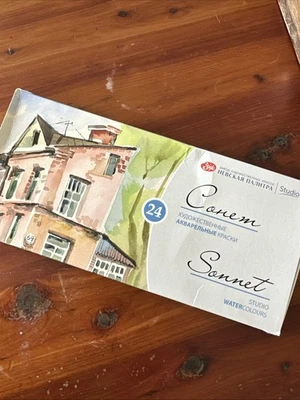 НЕВСКАЯ ПАЛИТРА | Studio
24
Сонет
ХУДОЖЕСТВЕННЫЕ
АКВАРЕЛЬНЫЕ КРАСКИ
Sonnet
STUDIO
WATERCOLOURS